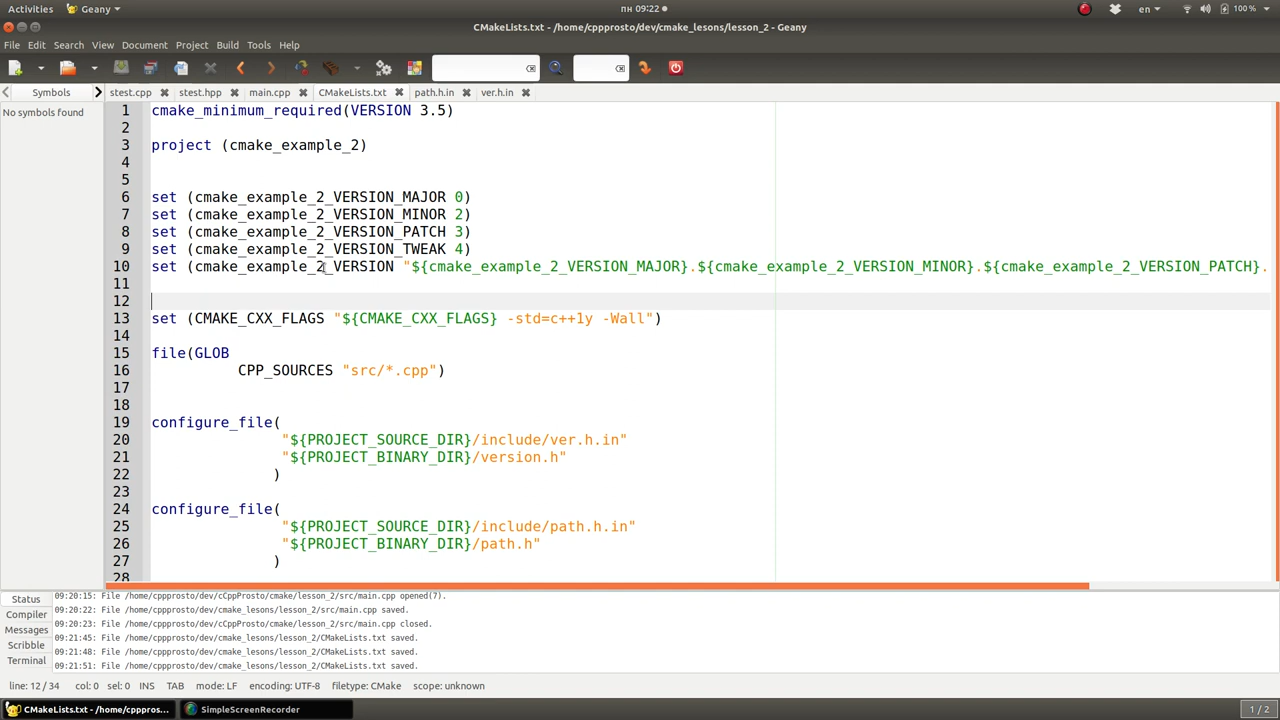 Activities Geany пн 09:22 en 100 %
CMakeLists.txt - /home/cppprosto/dev/cmake_lesons/lesson_2 - Geany
File Edit Search View Document Project Build Tools Help
Symbols stest.cpp stest.hpp main.cpp CMakeLists.txt path.h.in ver.h.in
No symbols found
1 cmake_minimum_required(VERSION 3.5)
2
3 project (cmake_example_2)
4
5
6 set (cmake_example_2_VERSION_MAJOR 0)
7 set (cmake_example_2_VERSION_MINOR 2)
8 set (cmake_example_2_VERSION_PATCH 3)
9 set (cmake_example_2_VERSION_TWEAK 4)
10 set (cmake_example_2_VERSION "${cmake_example_2_VERSION_MAJOR}.${cmake_example_2_VERSION_MINOR}.${cmake_example_2_VERSION_PATCH}.
11
12
13 set (CMAKE_CXX_FLAGS "${CMAKE_CXX_FLAGS} -std=c++1y -Wall")
14
15 file(GLOB
16 CPP_SOURCES "src/*.cpp")
17
18
19 configure_file(
20 "${PROJECT_SOURCE_DIR}/include/ver.h.in"
21 "${PROJECT_BINARY_DIR}/version.h"
22 )
23
24 configure_file(
25 "${PROJECT_SOURCE_DIR}/include/path.h.in"
26 "${PROJECT_BINARY_DIR}/path.h"
27 )
28
Status
Compiler
Messages
Scribble
Terminal
09:20:15: File /home/cppprosto/dev/cCppProsto/cmake/lesson_2/src/main.cpp opened(7).
09:20:22: File /home/cppprosto/dev/cmake_lesons/lesson_2/src/main.cpp saved.
09:20:23: File /home/cppprosto/dev/cCppProsto/cmake/lesson_2/src/main.cpp closed.
09:21:45: File /home/cppprosto/dev/cmake_lesons/lesson_2/CMakeLists.txt saved.
09:21:48: File /home/cppprosto/dev/cmake_lesons/lesson_2/CMakeLists.txt saved.
09:21:51: File /home/cppprosto/dev/cmake_lesons/lesson_2/CMakeLists.txt saved.
line: 12 / 34 col: 0 sel: 0 INS TAB mode: LF encoding: UTF-8 filetype: CMake scope: unknown
CMakeLists.txt - /home/cpppros... SimpleScreenRecorder 1 / 2